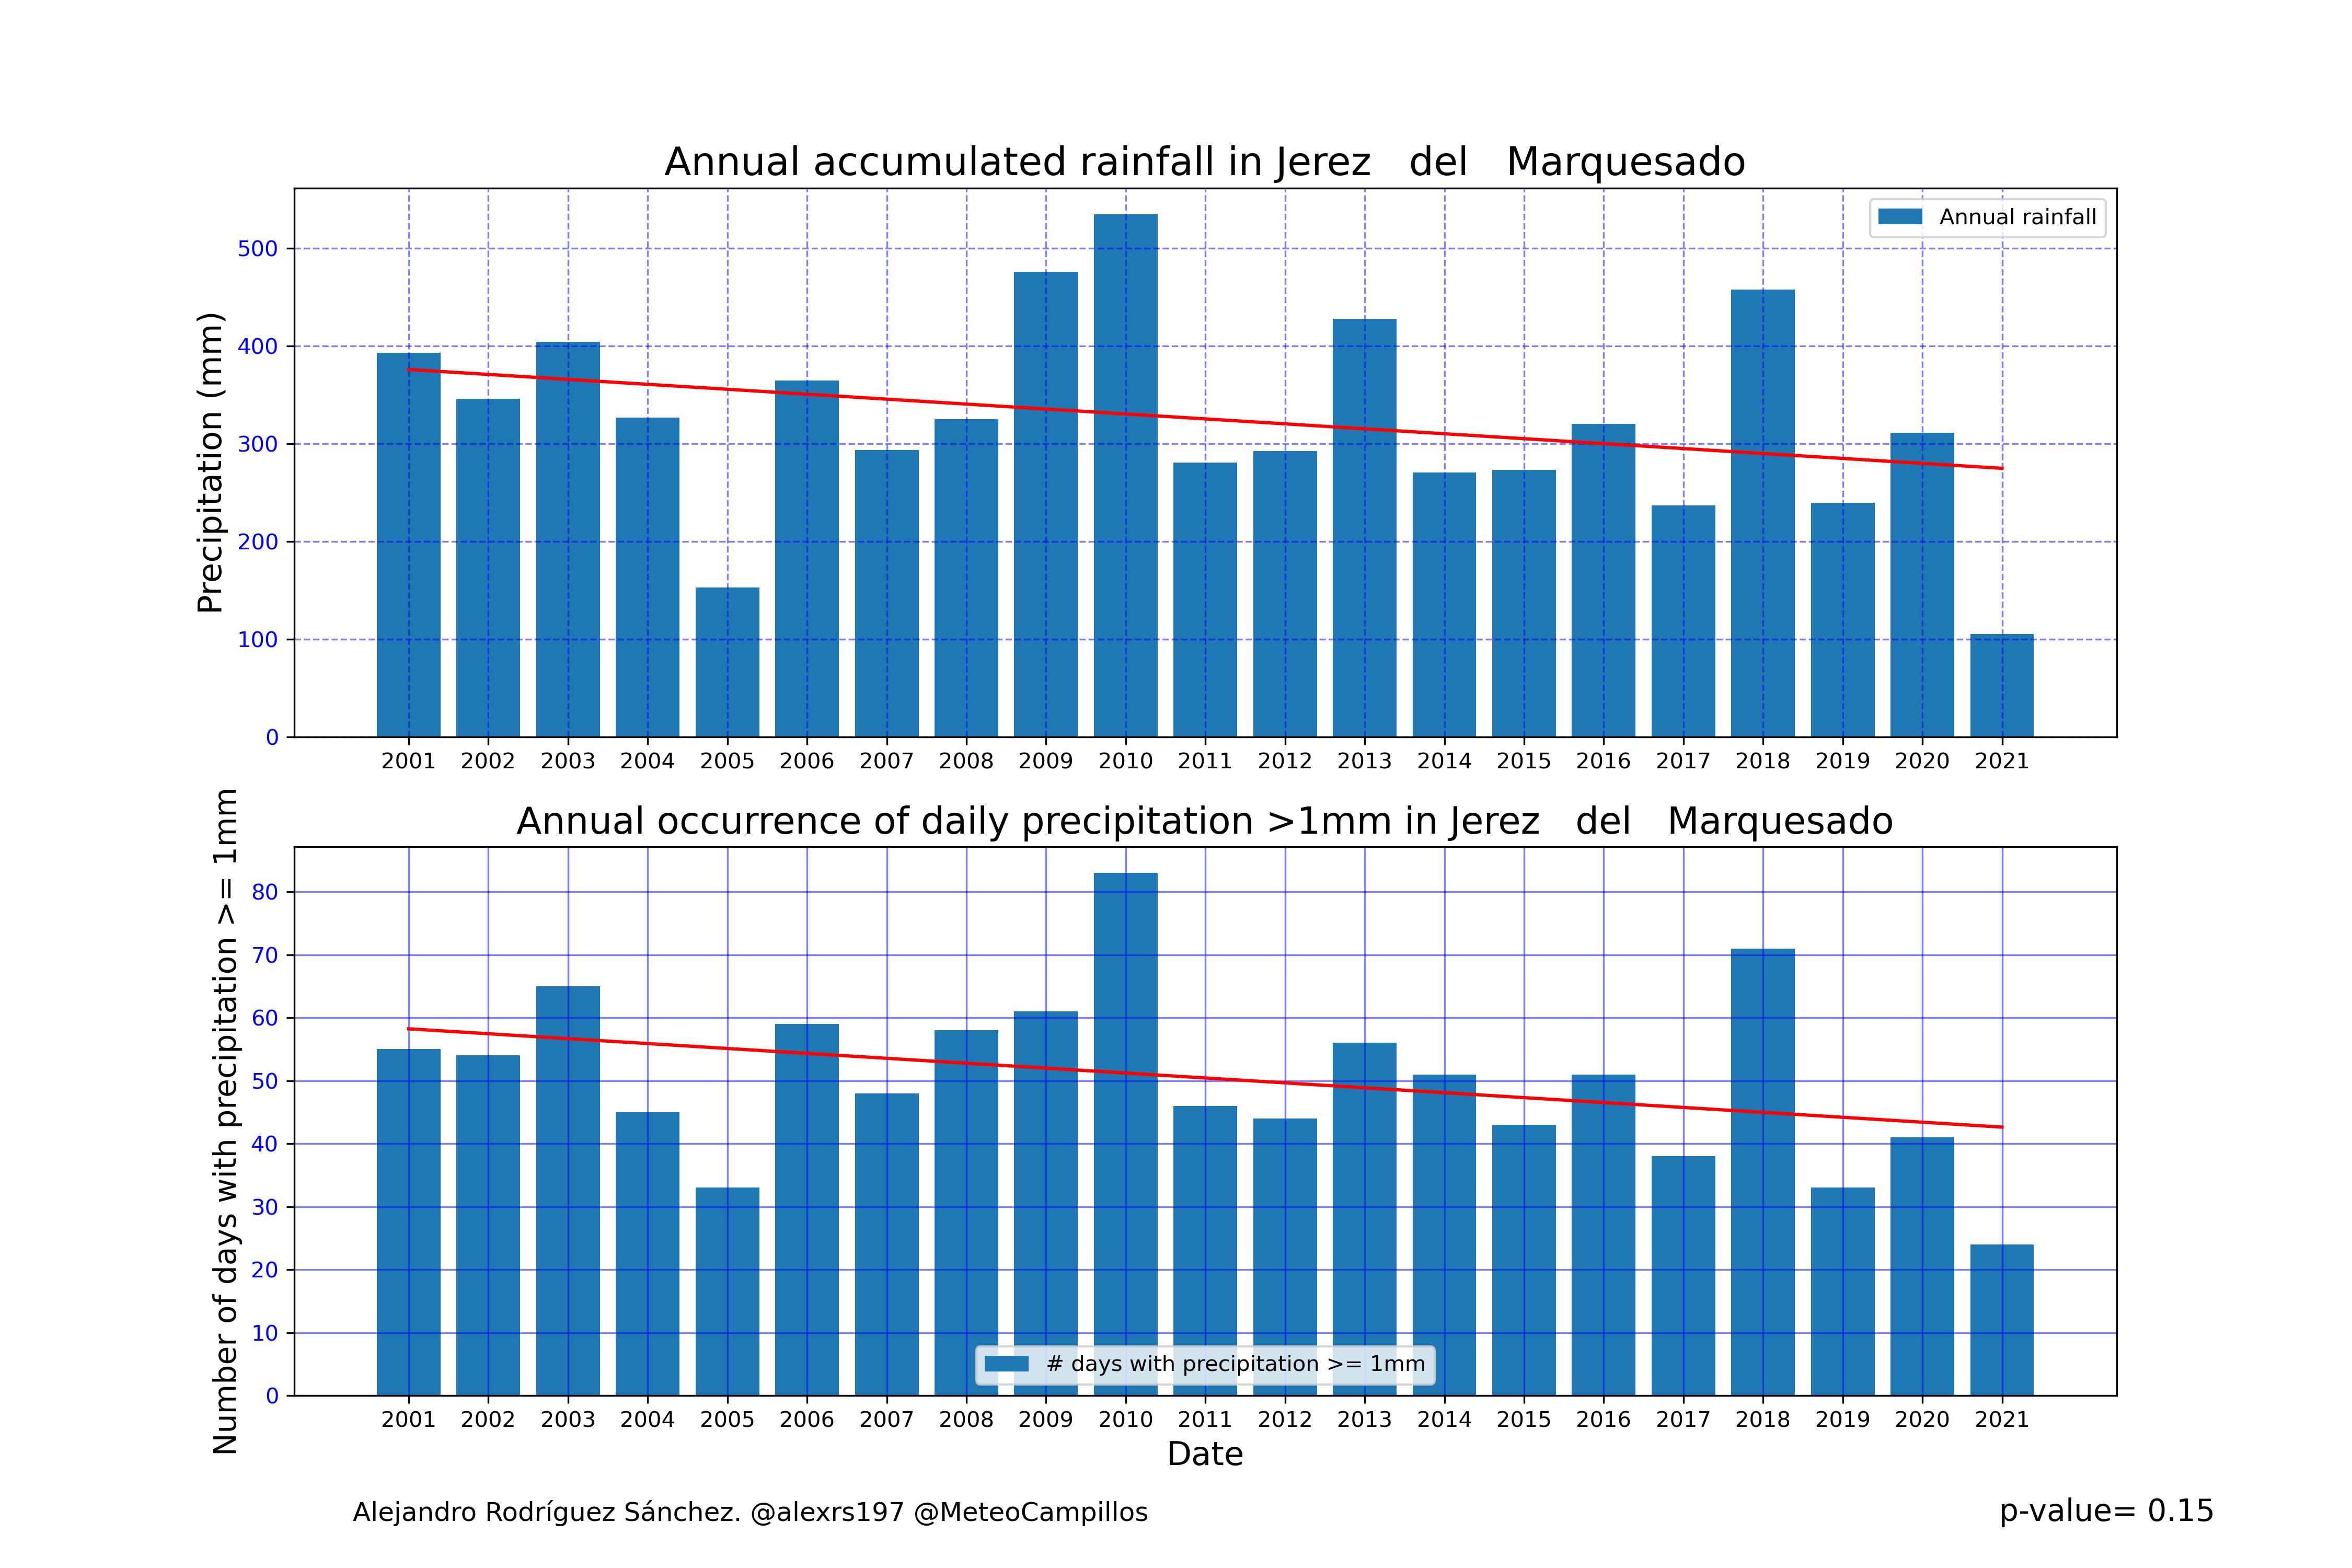 Annual accumulated rainfall in Jerez   del   Marquesado
Precipitation (mm)
Annual rainfall
500
400
300
200
100
0
2001 2002 2003 2004 2005 2006 2007 2008 2009 2010 2011 2012 2013 2014 2015 2016 2017 2018 2019 2020 2021
Annual occurrence of daily precipitation >1mm in Jerez   del   Marquesado
Number of days with precipitation >= 1mm
80
70
60
50
40
30
20
10
0
# days with precipitation >= 1mm
2001 2002 2003 2004 2005 2006 2007 2008 2009 2010 2011 2012 2013 2014 2015 2016 2017 2018 2019 2020 2021
Date
Alejandro Rodríguez Sánchez. @alexrs197 @MeteoCampillos
p-value= 0.15